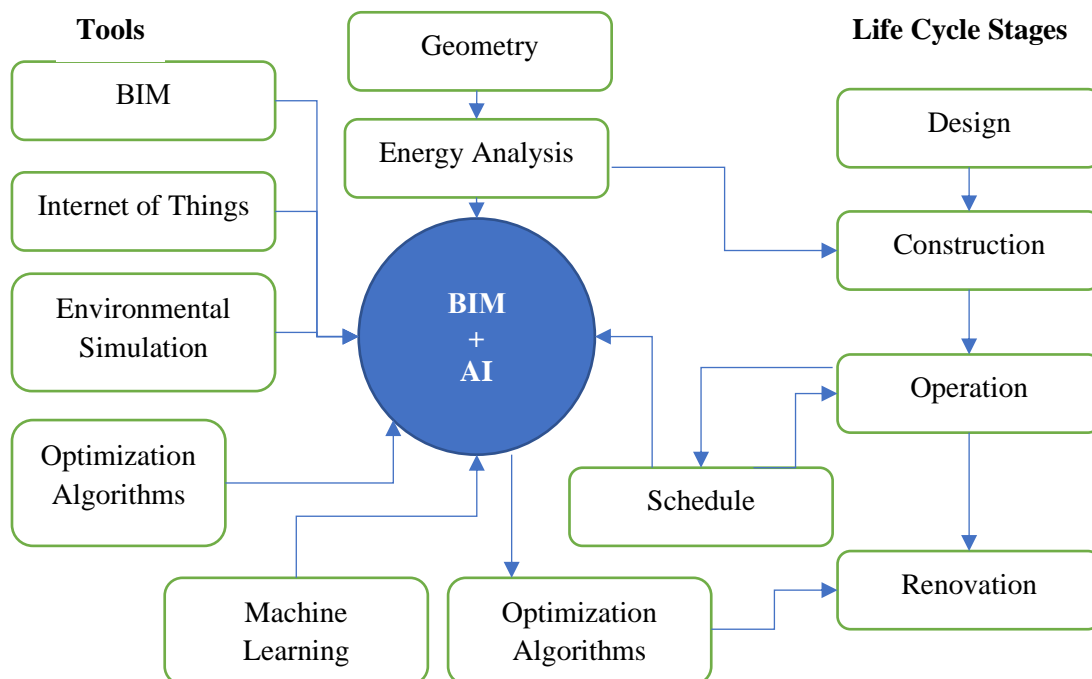 Tools
Geometry
Life Cycle Stages
BIM
Energy Analysis
Design
Internet of Things
Construction
Environmental
Simulation
BIM
+
AI
Operation
Optimization
Algorithms
Schedule
Machine
Learning
Optimization
Algorithms
Renovation